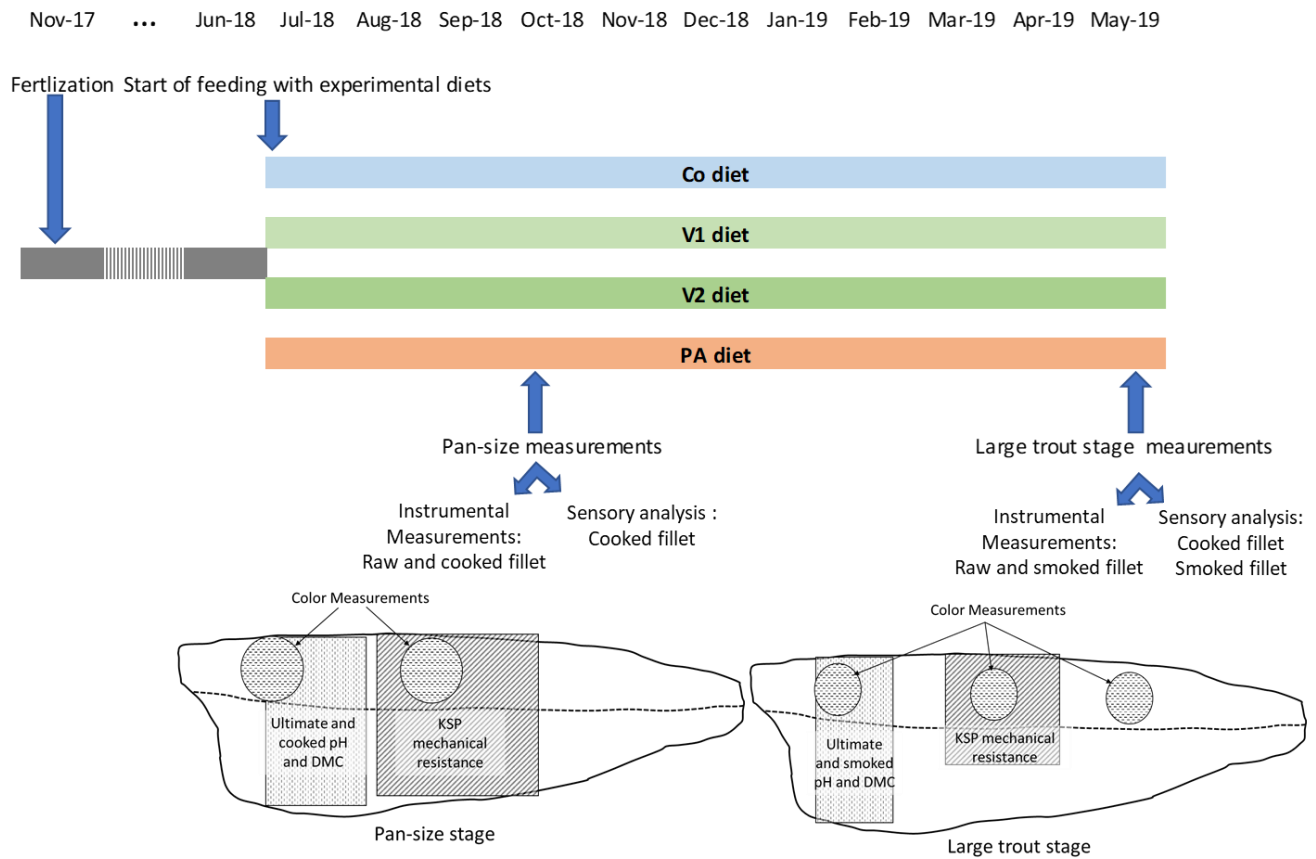 Nov-17 ... Jun-18 Jul-18 Aug-18 Sep-18 Oct-18 Nov-18 Dec-18 Jan-19 Feb-19 Mar-19 Apr-19 May-19
Fertlization Start of feeding with experimental diets
Co diet
V1 diet
V2 diet
PA diet
Pan-size measurements
Instrumental
Measurements:
Raw and cooked fillet
Sensory analysis :
Cooked fillet
Large trout stage meaurements
Instrumental
Measurements:
Raw and smoked fillet
Sensory analysis:
Cooked fillet
Smoked fillet
Color Measurements
Ultimate and
cooked pH
and DMC
KSP
mechanical
resistance
Pan-size stage
Color Measurements
Ultimate
and smoked
pH and DMC
KSP mechanical
resistance
Large trout stage